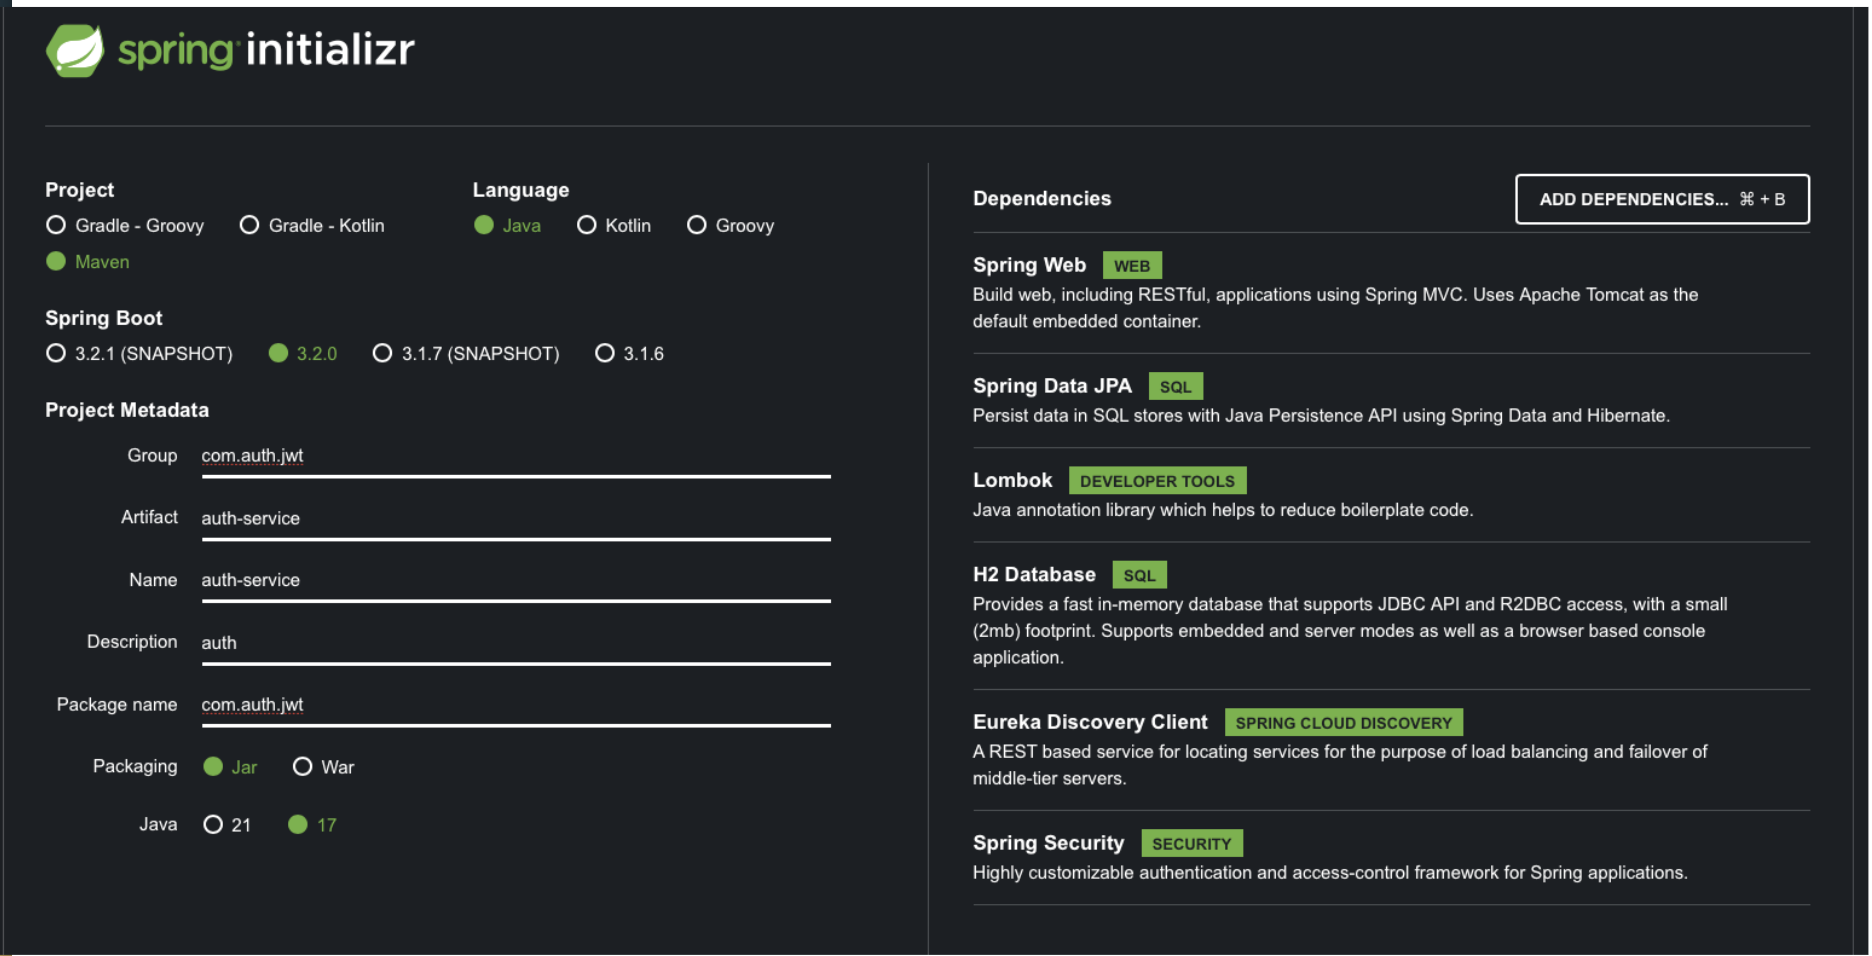 spring initializr
Project
Gradle - Groovy Gradle - Kotlin
Maven
Language
Java Kotlin Groovy
Spring Boot
3.2.1 (SNAPSHOT) 3.2.0 3.1.7 (SNAPSHOT) 3.1.6
Project Metadata
Group com.auth.jwt
Artifact auth-service
Name auth-service
Description auth
Package name com.auth.jwt
Packaging Jar War
Java 21 17
Dependencies
ADD DEPENDENCIES... ⌘ + B
Spring Web WEB
Build web, including RESTful, applications using Spring MVC. Uses Apache Tomcat as the
default embedded container.
Spring Data JPA SQL
Persist data in SQL stores with Java Persistence API using Spring Data and Hibernate.
Lombok DEVELOPER TOOLS
Java annotation library which helps to reduce boilerplate code.
H2 Database SQL
Provides a fast in-memory database that supports JDBC API and R2DBC access, with a small
(2mb) footprint. Supports embedded and server modes as well as a browser based console
application.
Eureka Discovery Client SPRING CLOUD DISCOVERY
A REST based service for locating services for the purpose of load balancing and failover of
middle-tier servers.
Spring Security SECURITY
Highly customizable authentication and access-control framework for Spring applications.